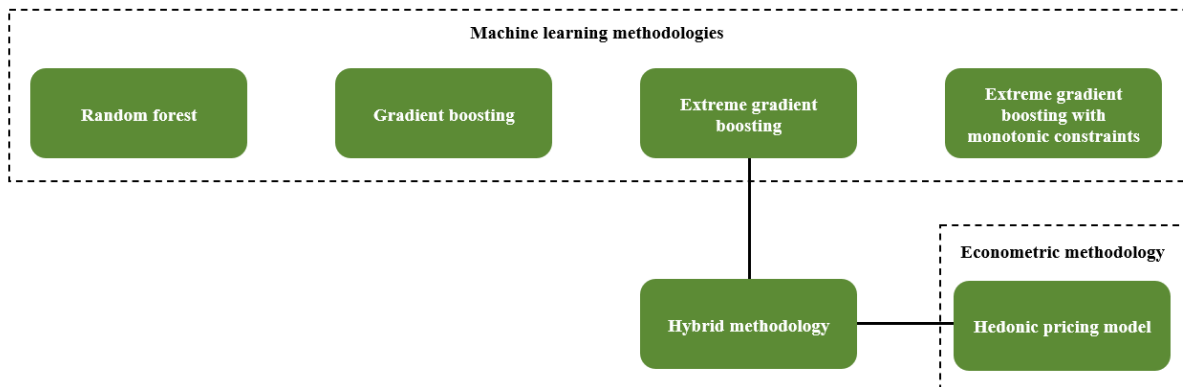 Machine learning methodologies
Random forest
Gradient boosting
Extreme gradient
boosting
Extreme gradient
boosting with
monotonic constraints
Econometric methodology
Hybrid methodology
Hedonic pricing model